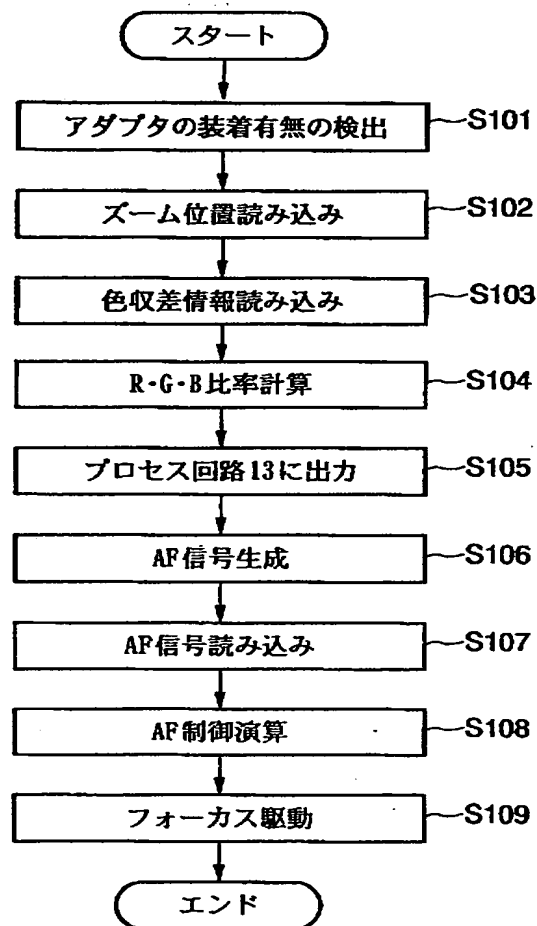 スタート
アダプタの装着有無の検出 S101
ズーム位置読み込み S102
色収差情報読み込み S103
R・G・B比率計算 S104
プロセス回路13に出力 S105
AF信号生成 S106
AF信号読み込み S107
AF制御演算 S108
フォーカス駆動 S109
エンド